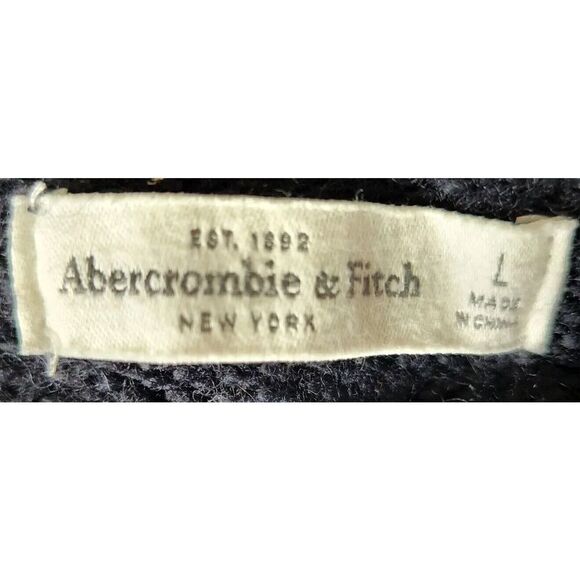 EST. 1892
Abercrombie & Fitch
NEW YORK
L
MADE
IN CHINA